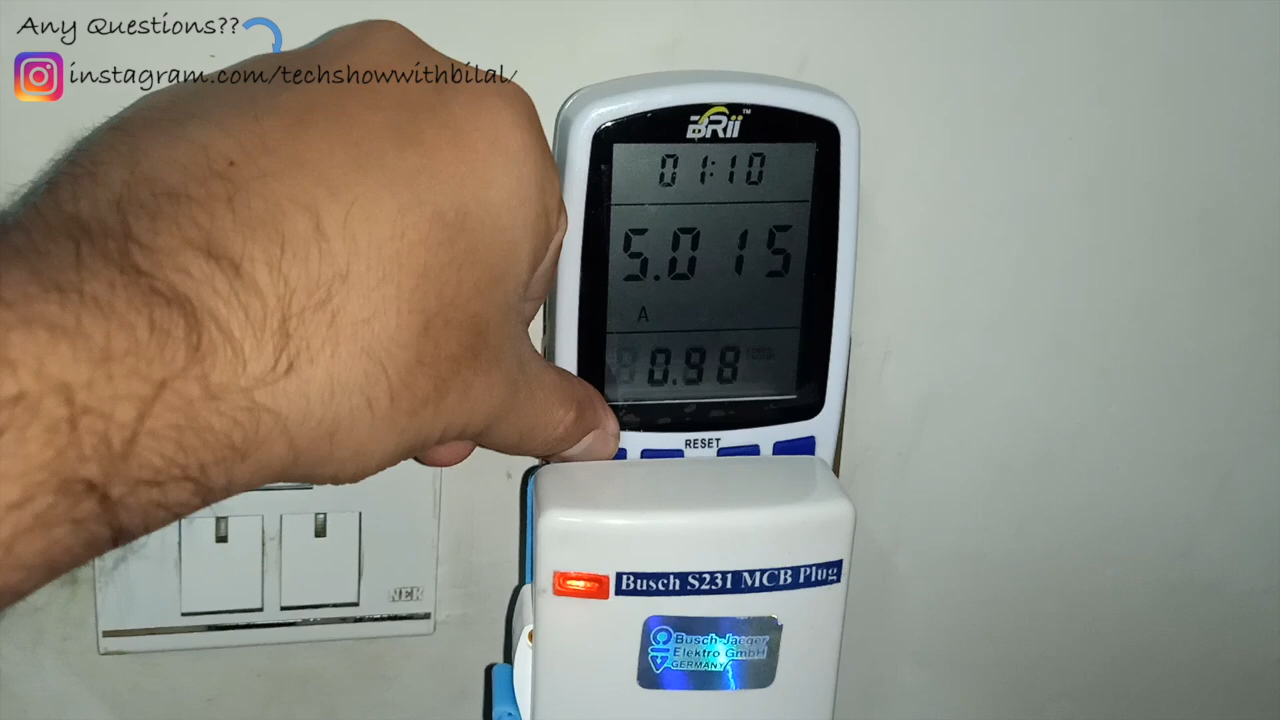 Any Questions??
instagram.com/techshowwithbilal/
BRii™
01:10
5.015
A
0.98
RESET
Busch S231 MCB Plug
Busch-Jaeger
Elektro GmbH
GERMANY
NEK